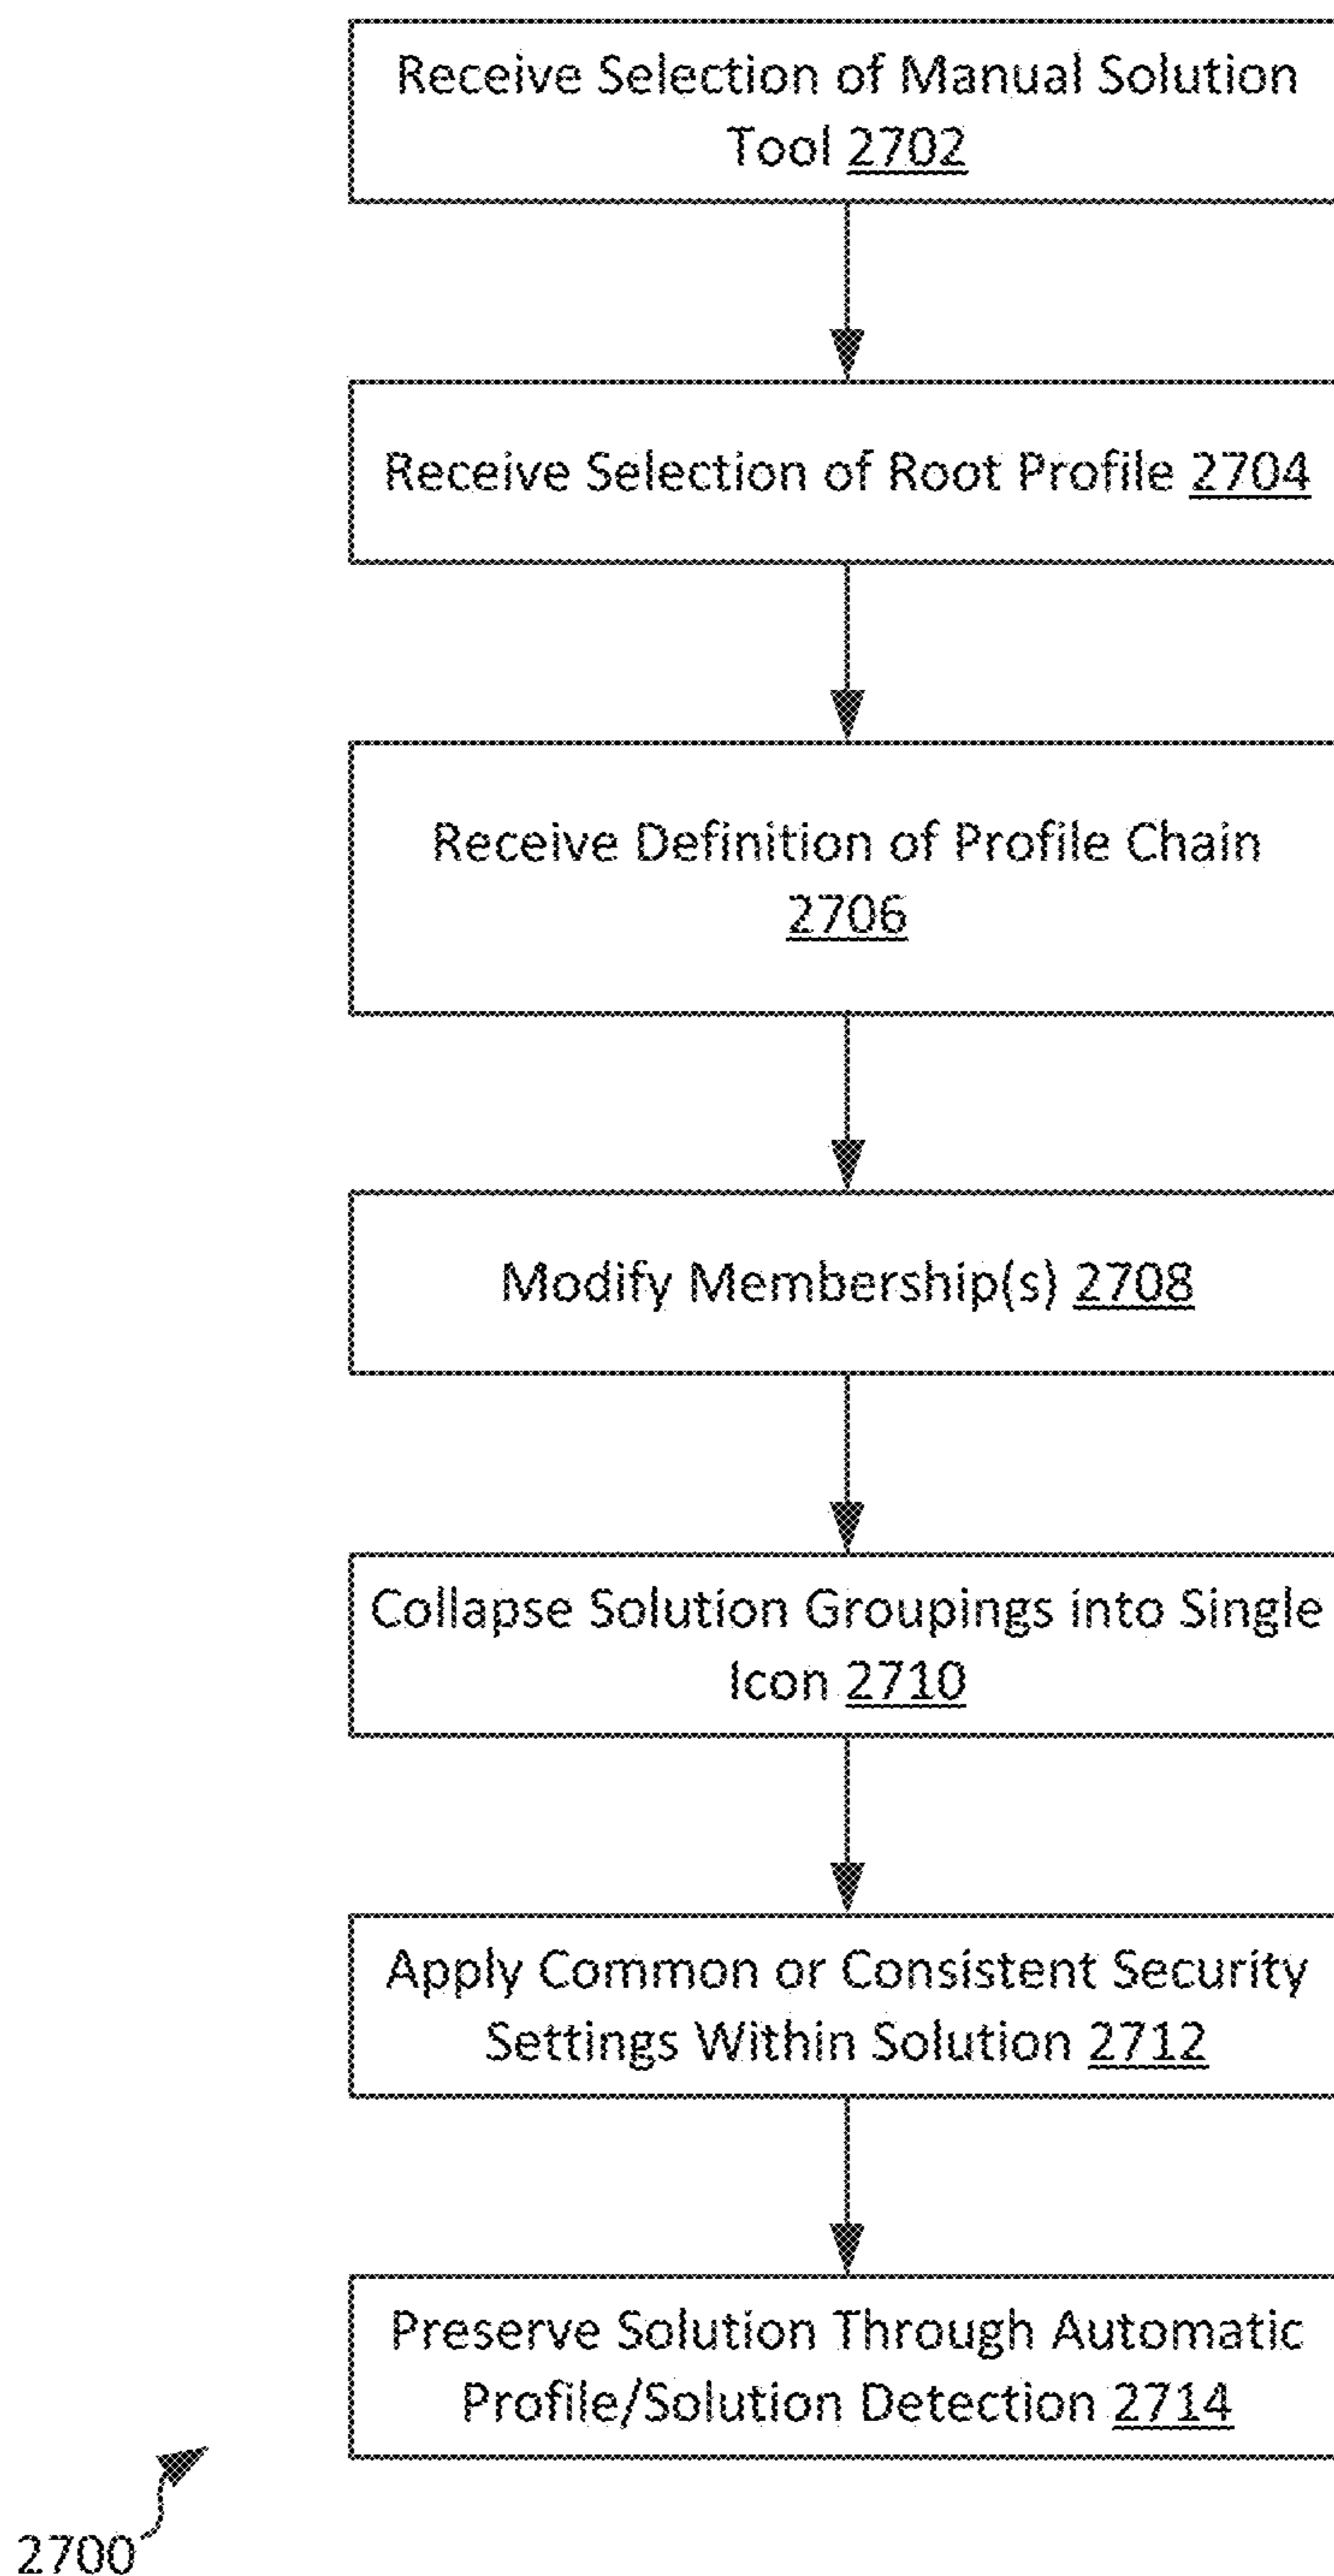 Receive Selection of Manual Solution
Tool 2702
Receive Selection of Root Profile 2704
Receive Definition of Profile Chain
2706
Modify Membership(s) 2708
Collapse Solution Groupings into Single
Icon 2710
Apply Common or Consistent Security
Settings Within Solution 2712
Preserve Solution Through Automatic
Profile/Solution Detection 2714
2700